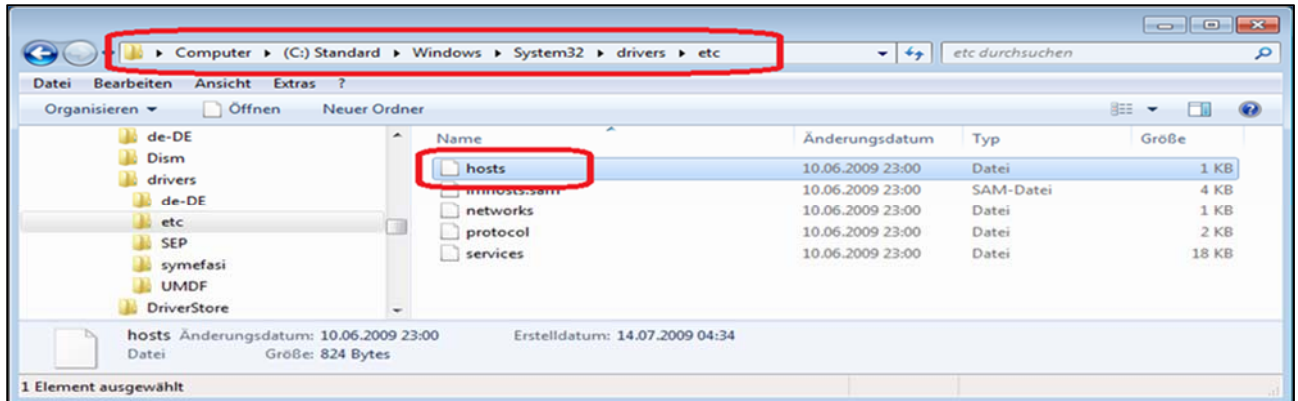 Computer ▸ (C:) Standard ▸ Windows ▸ System32 ▸ drivers ▸ etc
etc durchsuchen
Datei Bearbeiten Ansicht Extras ?
Organisieren Öffnen Neuer Ordner
de-DE
Dism
drivers
de-DE
etc
SEP
symefasi
UMDF
DriverStore
Name Änderungsdatum Typ Größe
hosts 10.06.2009 23:00 Datei 1 KB
lmhosts.sam 10.06.2009 23:00 SAM-Datei 4 KB
networks 10.06.2009 23:00 Datei 1 KB
protocol 10.06.2009 23:00 Datei 2 KB
services 10.06.2009 23:00 Datei 18 KB
hosts Änderungsdatum: 10.06.2009 23:00 Erstelldatum: 14.07.2009 04:34
Datei Größe: 824 Bytes
1 Element ausgewählt